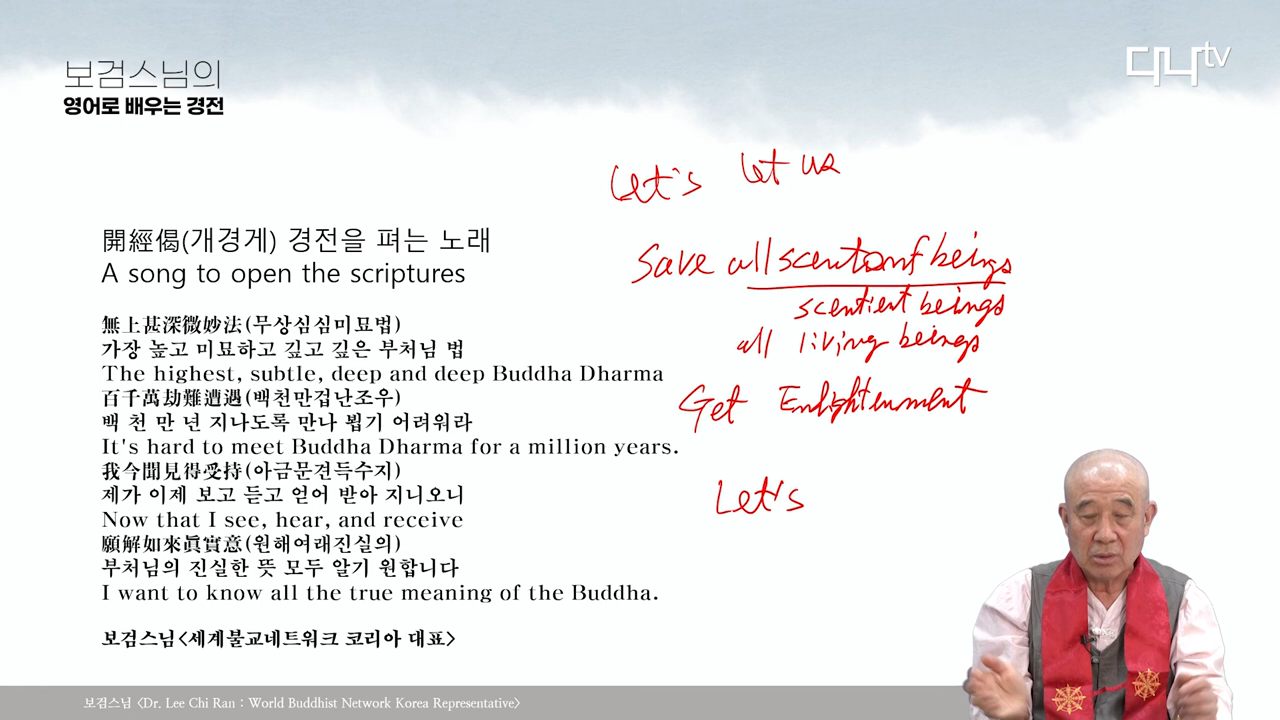 보검스님의
영어로 배우는 경전
다나tv
Let's let us
開經偈(개경게) 경전을 펴는 노래
A song to open the scriptures
Save all scentanf beings
scentient beings
all living beings
Get Enlightenment
Let's
無上甚深微妙法(무상심심미묘법)
가장 높고 미묘하고 깊고 깊은 부처님 법
The highest, subtle, deep and deep Buddha Dharma
百千萬劫難遭遇(백천만겁난조우)
백 천 만 년 지나도록 만나 뵙기 어려워라
It's hard to meet Buddha Dharma for a million years.
我今聞見得受持(아금문견득수지)
제가 이제 보고 듣고 얻어 받아 지니오니
Now that I see, hear, and receive
願解如來眞實意(원해여래진실의)
부처님의 진실한 뜻 모두 알기 원합니다
I want to know all the true meaning of the Buddha.
보검스님<세계불교네트워크 코리아 대표>
보검스님 <Dr. Lee Chi Ran : World Buddhist Network Korea Representative>